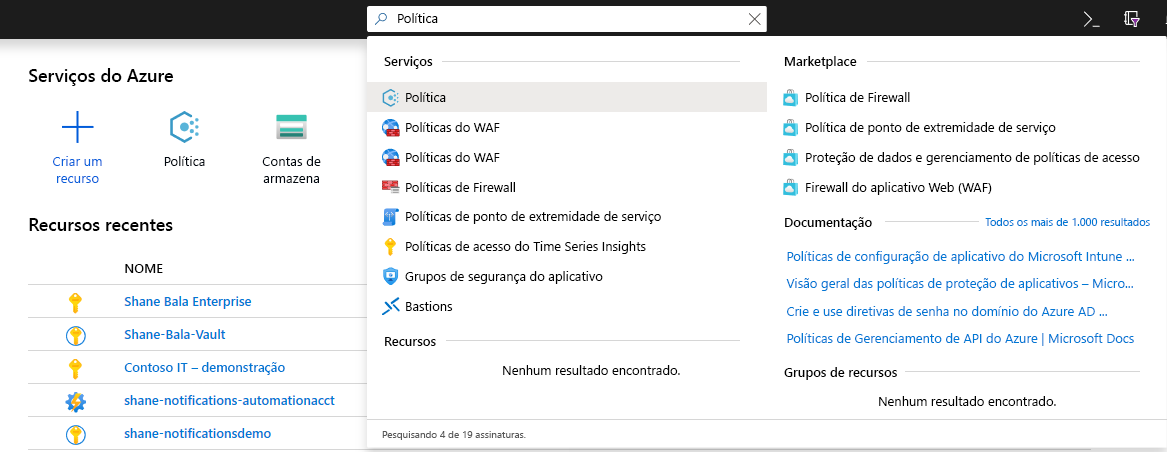 Política
Serviços do Azure
Criar um
recurso
Política
Contas de
armazena
Recursos recentes
NOME
Shane Bala Enterprise
Shane-Bala-Vault
Contoso IT – demonstração
shane-notifications-automationacct
shane-notificationsdemo
Serviços
Política
Políticas do WAF
Políticas do WAF
Políticas de Firewall
Políticas de ponto de extremidade de serviço
Políticas de acesso do Time Series Insights
Grupos de segurança do aplicativo
Bastions
Recursos
Nenhum resultado encontrado.
Marketplace
Política de Firewall
Política de ponto de extremidade de serviço
Proteção de dados e gerenciamento de políticas de acesso
Firewall do aplicativo Web (WAF)
Documentação
Todos os mais de 1.000 resultados
Políticas de configuração de aplicativo do Microsoft Intune ...
Visão geral das políticas de proteção de aplicativos – Micro...
Crie e use diretivas de senha no domínio do Azure AD ...
Políticas de Gerenciamento de API do Azure | Microsoft Docs
Grupos de recursos
Nenhum resultado encontrado.
Pesquisando 4 de 19 assinaturas.